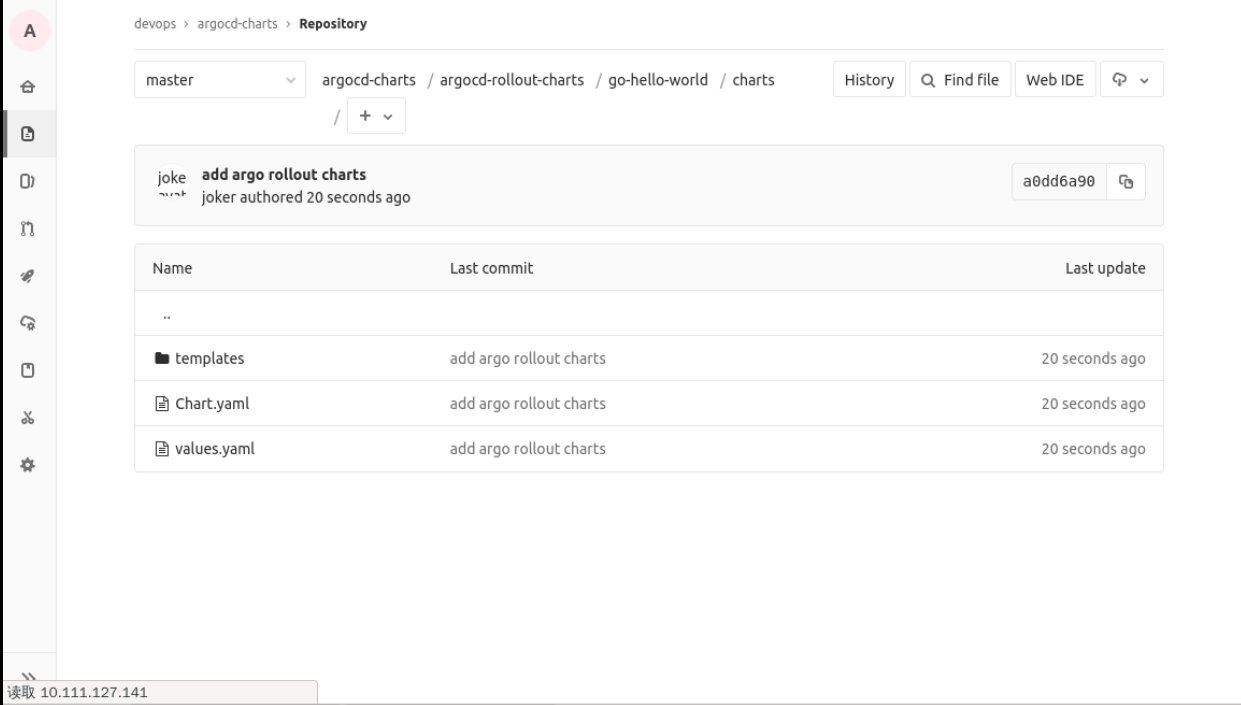 A
devops › argocd-charts › Repository
master
argocd-charts / argocd-rollout-charts / go-hello-world / charts
/ +
History
Find file
Web IDE
joke
avat
add argo rollout charts
joker authored 20 seconds ago
a0dd6a90
Name Last commit Last update
..
templates add argo rollout charts 20 seconds ago
Chart.yaml add argo rollout charts 20 seconds ago
values.yaml add argo rollout charts 20 seconds ago
读取 10.111.127.141